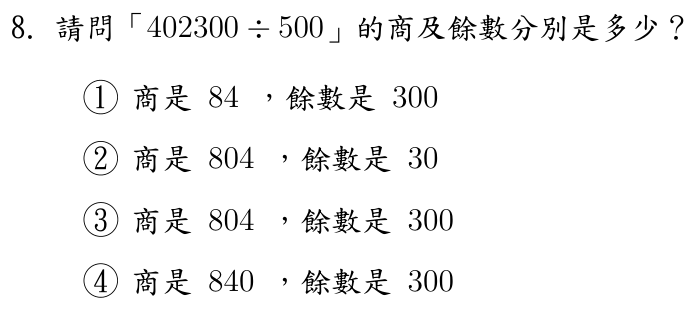 8. 請問「402300 ÷ 500」的商及餘數分別是多少？
① 商是 84 ，餘數是 300
② 商是 804 ，餘數是 30
③ 商是 804 ，餘數是 300
④ 商是 840 ，餘數是 300